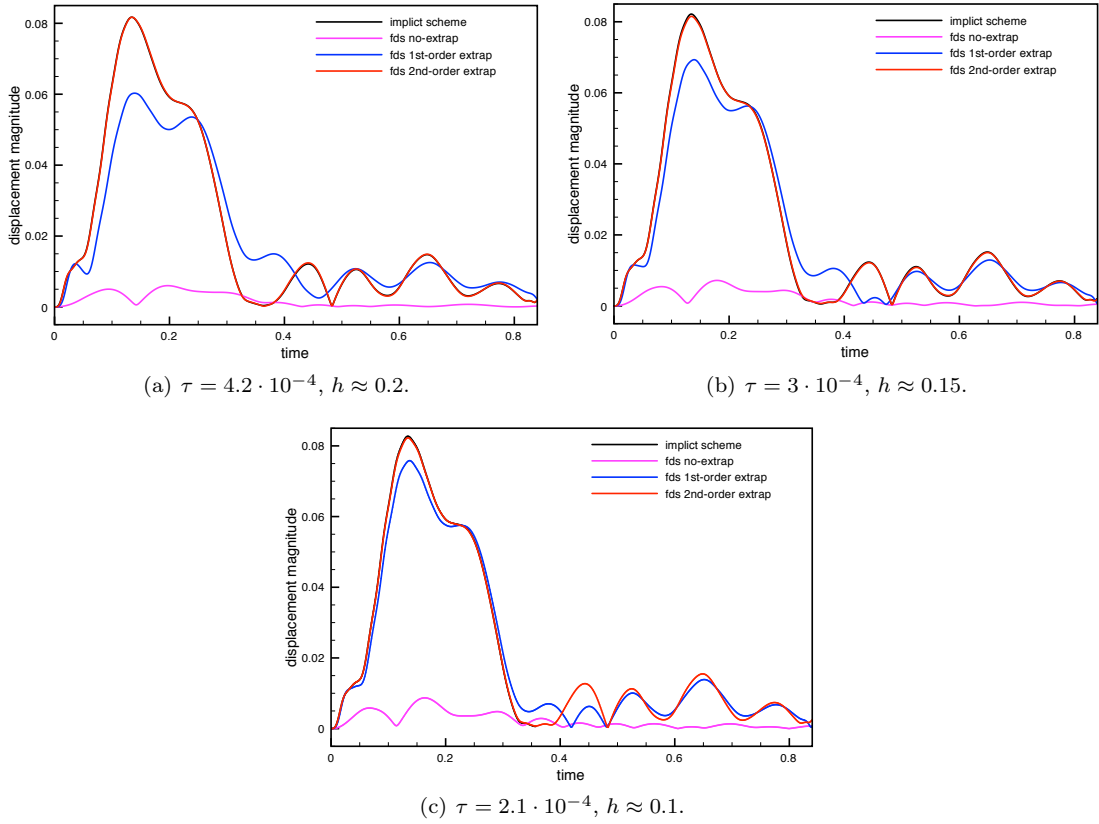 displacement magnitude
0.08
0.06
0.04
0.02
0
implict scheme
fds no-extrap
fds 1st-order extrap
fds 2nd-order extrap
0 0.2 0.4 0.6 0.8
time
(a) τ = 4.2 · 10⁻⁴, h ≈ 0.2.
displacement magnitude
0.08
0.06
0.04
0.02
0
implict scheme
fds no-extrap
fds 1st-order extrap
fds 2nd-order extrap
0 0.2 0.4 0.6 0.8
time
(b) τ = 3 · 10⁻⁴, h ≈ 0.15.
displacement magnitude
0.08
0.06
0.04
0.02
0
implict scheme
fds no-extrap
fds 1st-order extrap
fds 2nd-order extrap
0 0.2 0.4 0.6 0.8
time
(c) τ = 2.1 · 10⁻⁴, h ≈ 0.1.